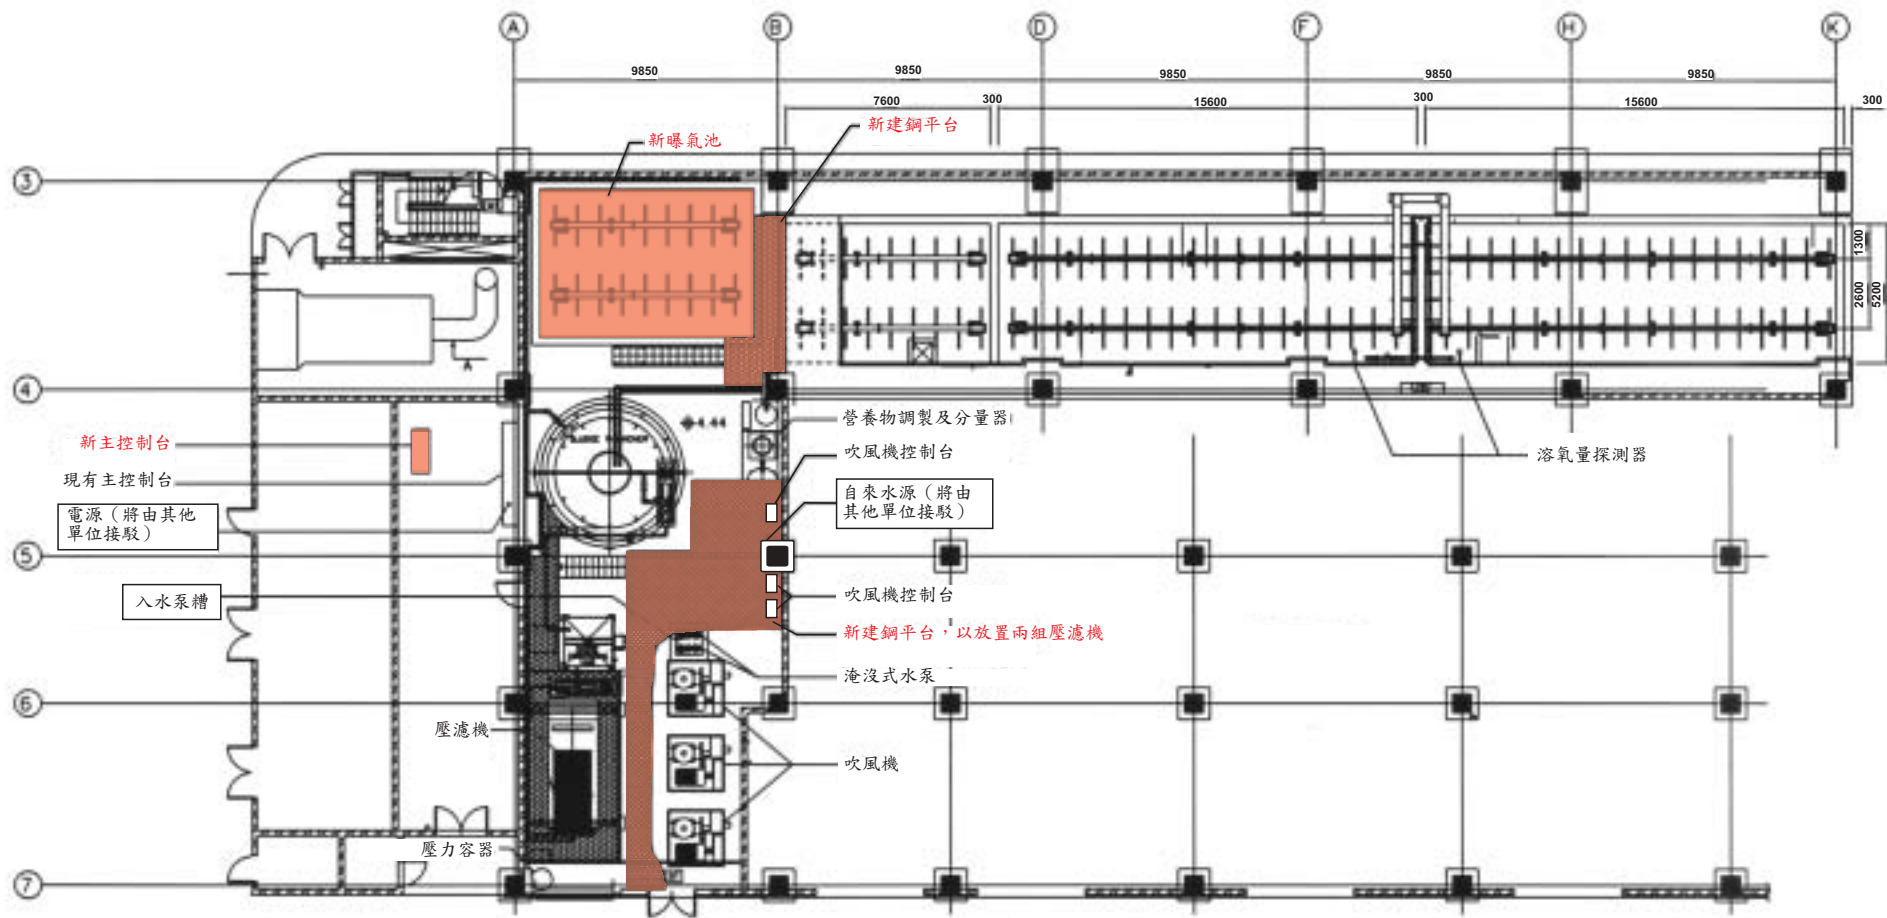 A B D F H K
9850 9850 9850 9850 9850
7600 300 15600 300 15600 300
新曝氣池
新建鋼平台
3
1300
2600
5200
A
4
4.44
新主控制台
現有主控制台
電源（將由其他
單位接駁）
營養物調製及分量器
吹風機控制台
自來水源（將由
其他單位接駁）
溶氧量探測器
5
入水泵糟
吹風機控制台
新建鋼平台，以放置兩組壓濾機
淹沒式水泵
6
壓濾機
吹風機
壓力容器
7